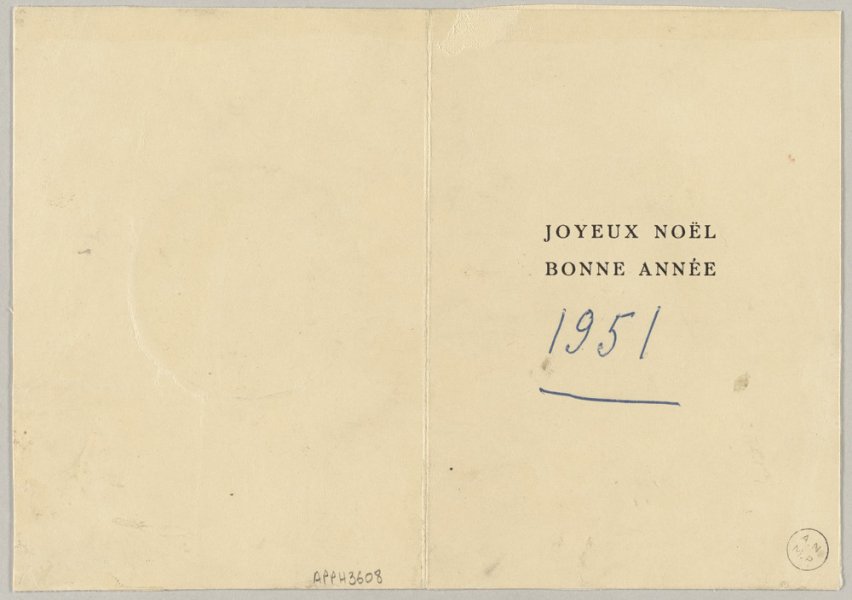 JOYEUX NOËL
BONNE ANNÉE
1951
APPH3608
A.N.
M.P.